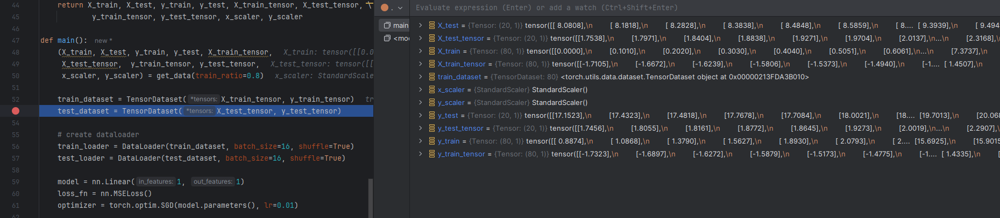 44 return X_train, X_test, y_train, y_test, X_train_tensor, X_test_tensor, \
45 y_train_tensor, y_test_tensor, x_scaler, y_scaler
46
47 def main(): new *
48 (X_train, X_test, y_train, y_test, X_train_tensor, X_train: tensor([[0.0
49 X_test_tensor, y_train_tensor, y_test_tensor, X_test_tensor: tensor([[
50 x_scaler, y_scaler) = get_data(train_ratio=0.8) x_scaler: StandardScale
51
52 train_dataset = TensorDataset( *tensors: X_train_tensor, y_train_tensor) tr
test_dataset = TensorDataset( *tensors: X_test_tensor, y_test_tensor)
54
55 # create dataloader
56 train_loader = DataLoader(train_dataset, batch_size=16, shuffle=True)
57 test_loader = DataLoader(test_dataset, batch_size=16, shuffle=True)
58
59 model = nn.Linear( in_features: 1, out_features: 1)
60 loss_fn = nn.MSELoss()
61 optimizer = torch.optim.SGD(model.parameters(), lr=0.01)
62
.
Evaluate expression (Enter) or add a watch (Ctrl+Shift+Enter)
main
<moc
X_test = {Tensor: (20, 1)} tensor([[ 8.0808],\n [ 8.1818],\n [ 8.2828],\n [ 8.3838],\n [ 8.4848],\n [ 8.5859],\n [ 8.... [ 9.3939],\n [ 9.494
X_test_tensor = {Tensor: (20, 1)} tensor([[1.7538],\n [1.7971],\n [1.8404],\n [1.8838],\n [1.9271],\n [1.9704],\n [2.0137],\n...\n [2.3168],\n
X_train = {Tensor: (80, 1)} tensor([[0.0000],\n [0.1010],\n [0.2020],\n [0.3030],\n [0.4040],\n [0.5051],\n [0.6061],\n...\n [7.3737],\n
X_train_tensor = {Tensor: (80, 1)} tensor([[-1.7105],\n [-1.6672],\n [-1.6239],\n [-1.5806],\n [-1.5373],\n [-1.4940],\n [-1.... [ 1.4507],\n
train_dataset = {TensorDataset: 80} <torch.utils.data.dataset.TensorDataset object at 0x00000213FDA3B010>
x_scaler = {StandardScaler} StandardScaler()
y_scaler = {StandardScaler} StandardScaler()
y_test = {Tensor: (20, 1)} tensor([[17.1523],\n [17.4323],\n [17.4818],\n [17.7678],\n [17.7084],\n [18.0021],\n [18.... [19.7013],\n [20.068
y_test_tensor = {Tensor: (20, 1)} tensor([[1.7456],\n [1.8055],\n [1.8161],\n [1.8772],\n [1.8645],\n [1.9273],\n [2.0019],\n...\n [2.2907],\n
y_train = {Tensor: (80, 1)} tensor([[ 0.8874],\n [ 1.0868],\n [ 1.3790],\n [ 1.5627],\n [ 1.8930],\n [ 2.0793],\n [ 2.... [15.6925],\n [15.9015
y_train_tensor = {Tensor: (80, 1)} tensor([[-1.7323],\n [-1.6897],\n [-1.6272],\n [-1.5879],\n [-1.5173],\n [-1.4775],\n [-1.... [ 1.4335],\n [